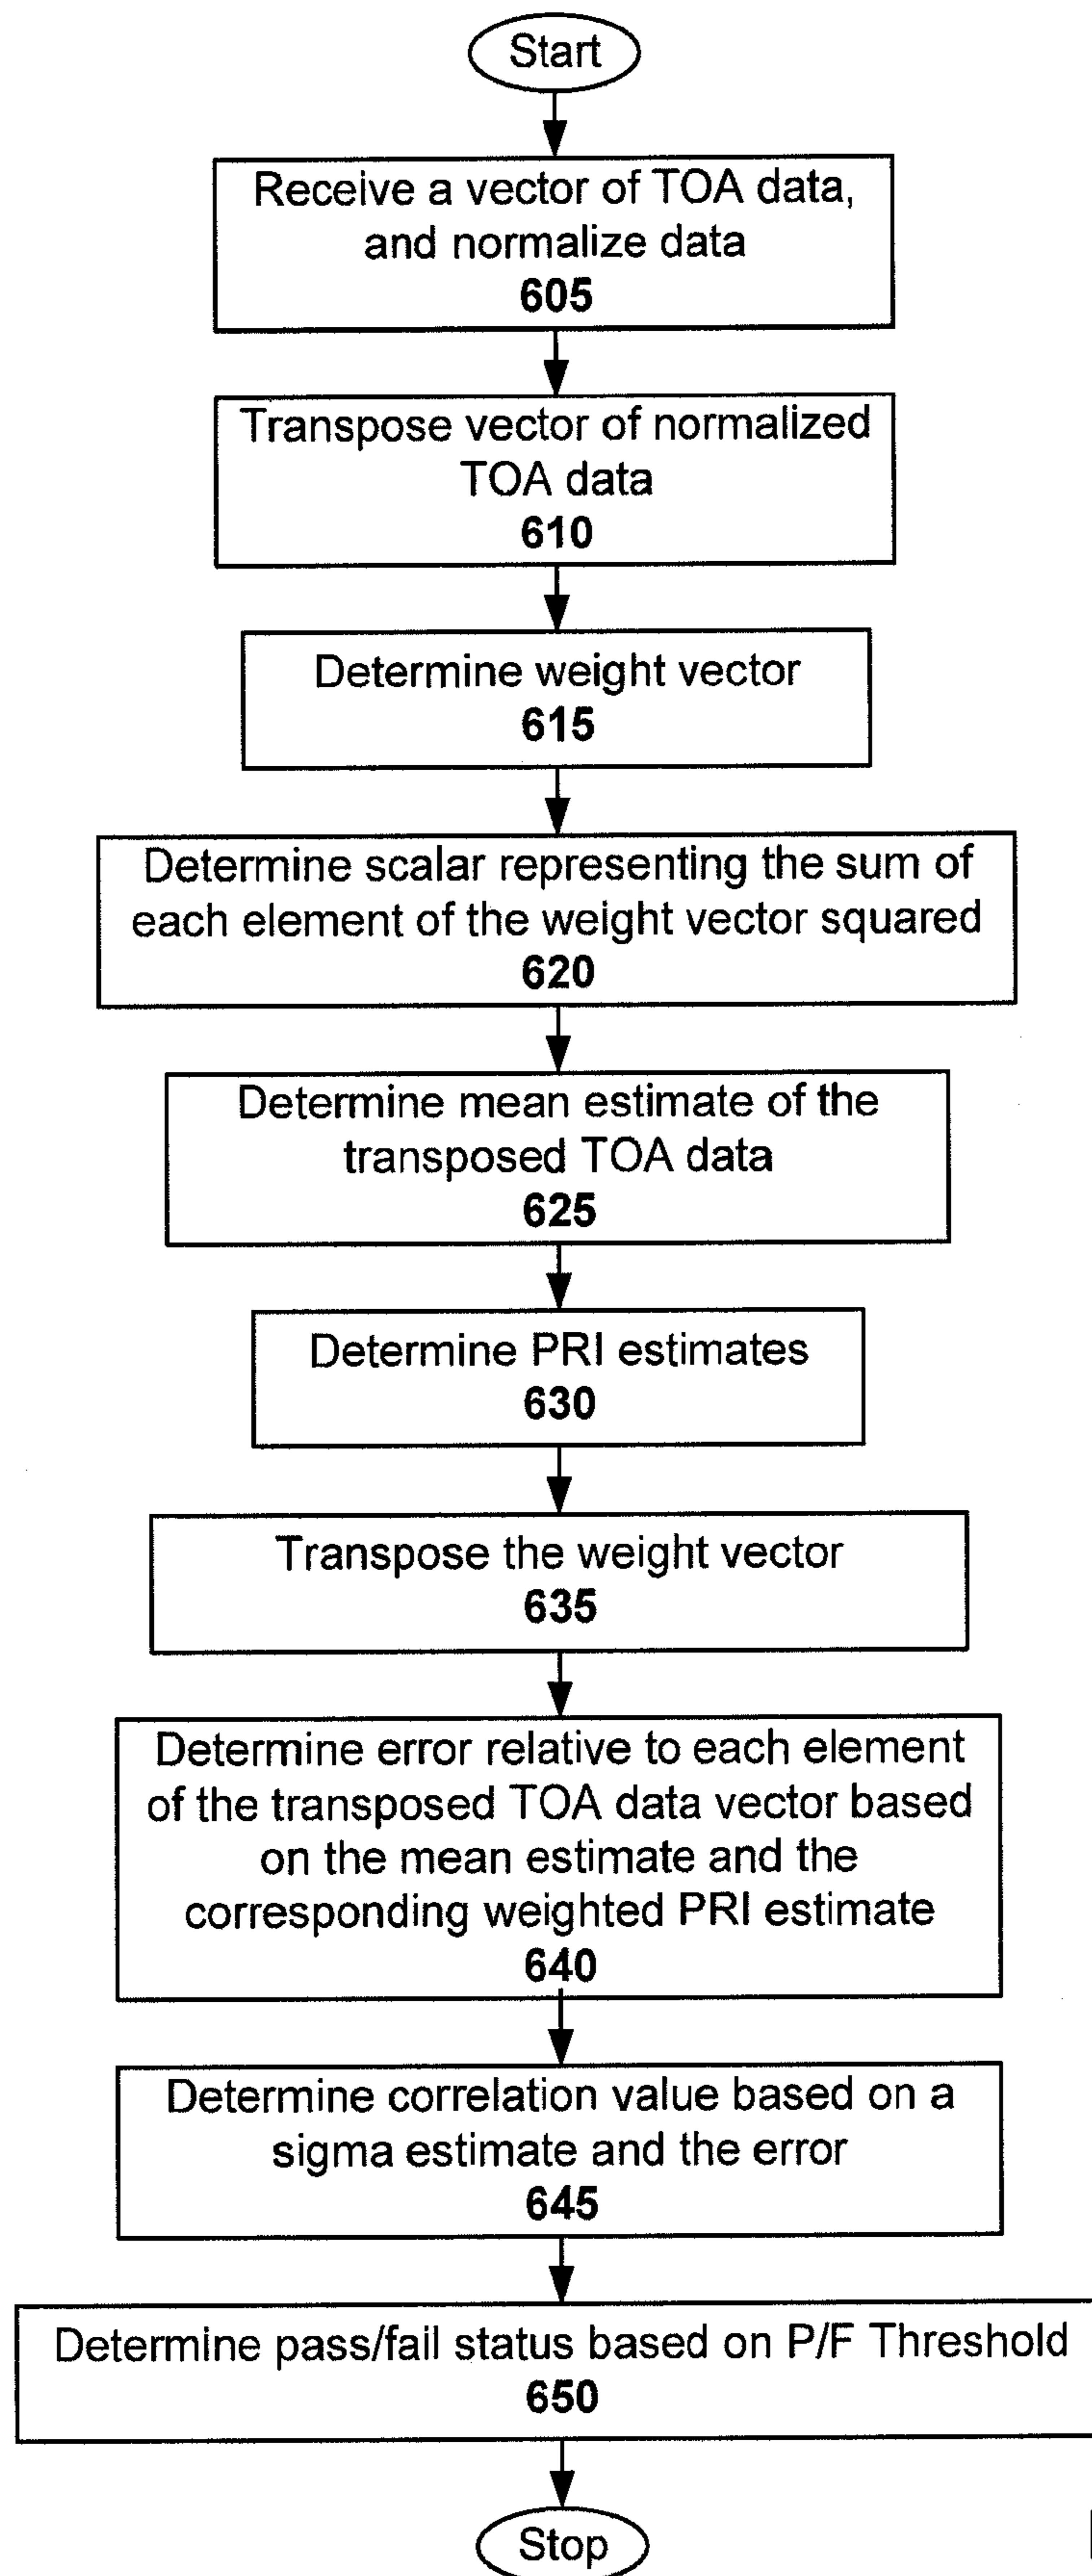 Start
Receive a vector of TOA data,
and normalize data
605
Transpose vector of normalized
TOA data
610
Determine weight vector
615
Determine scalar representing the sum of
each element of the weight vector squared
620
Determine mean estimate of the
transposed TOA data
625
Determine PRI estimates
630
Transpose the weight vector
635
Determine error relative to each element
of the transposed TOA data vector based
on the mean estimate and the
corresponding weighted PRI estimate
640
Determine correlation value based on a
sigma estimate and the error
645
Determine pass/fail status based on P/F Threshold
650
Stop